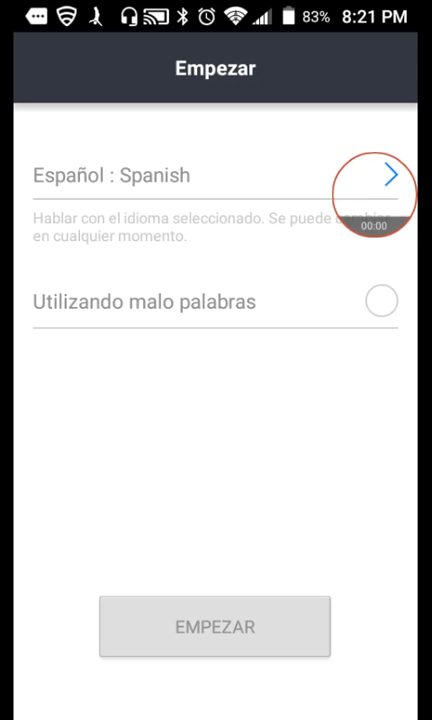 83% 8:21 PM
Empezar
Español : Spanish
Hablar con el idioma seleccionado. Se puede
en cualquier momento.
00:00
Utilizando malo palabras
EMPEZAR